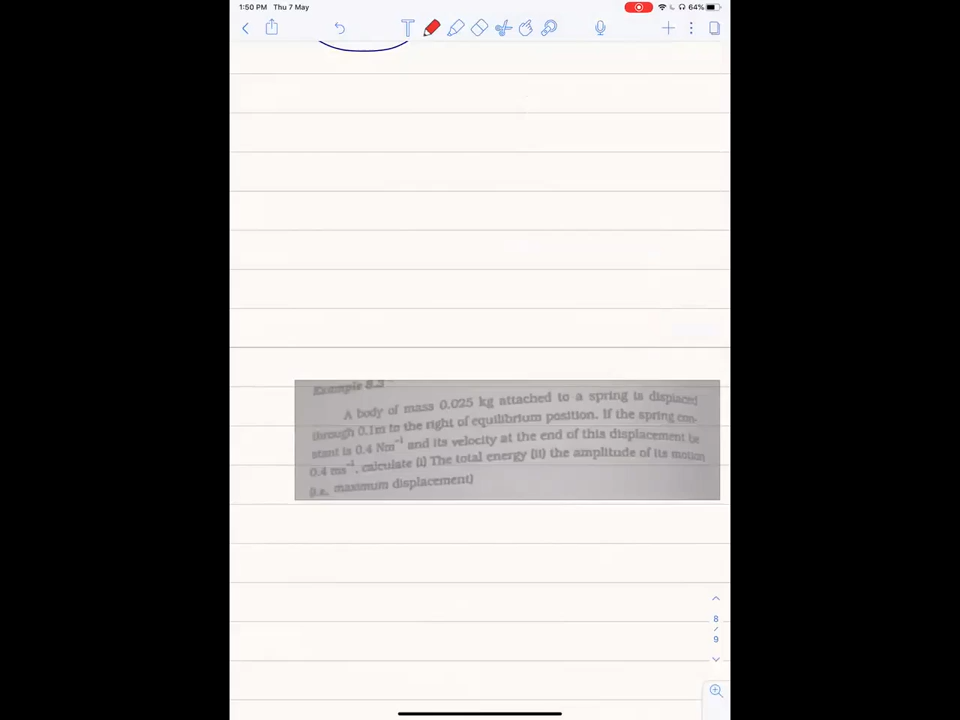 1:50 PM Thu 7 May 64%
T
Example 8.3
A body of mass 0.025 kg attached to a spring is displaced
through 0.1m to the right of equilibrium position. If the spring con-
stant is 0.4 Nm⁻¹ and its velocity at the end of this displacement be
0.4 ms⁻¹, calculate (i) The total energy (ii) the amplitude of its motion
(i.e. maximum displacement)
8
9